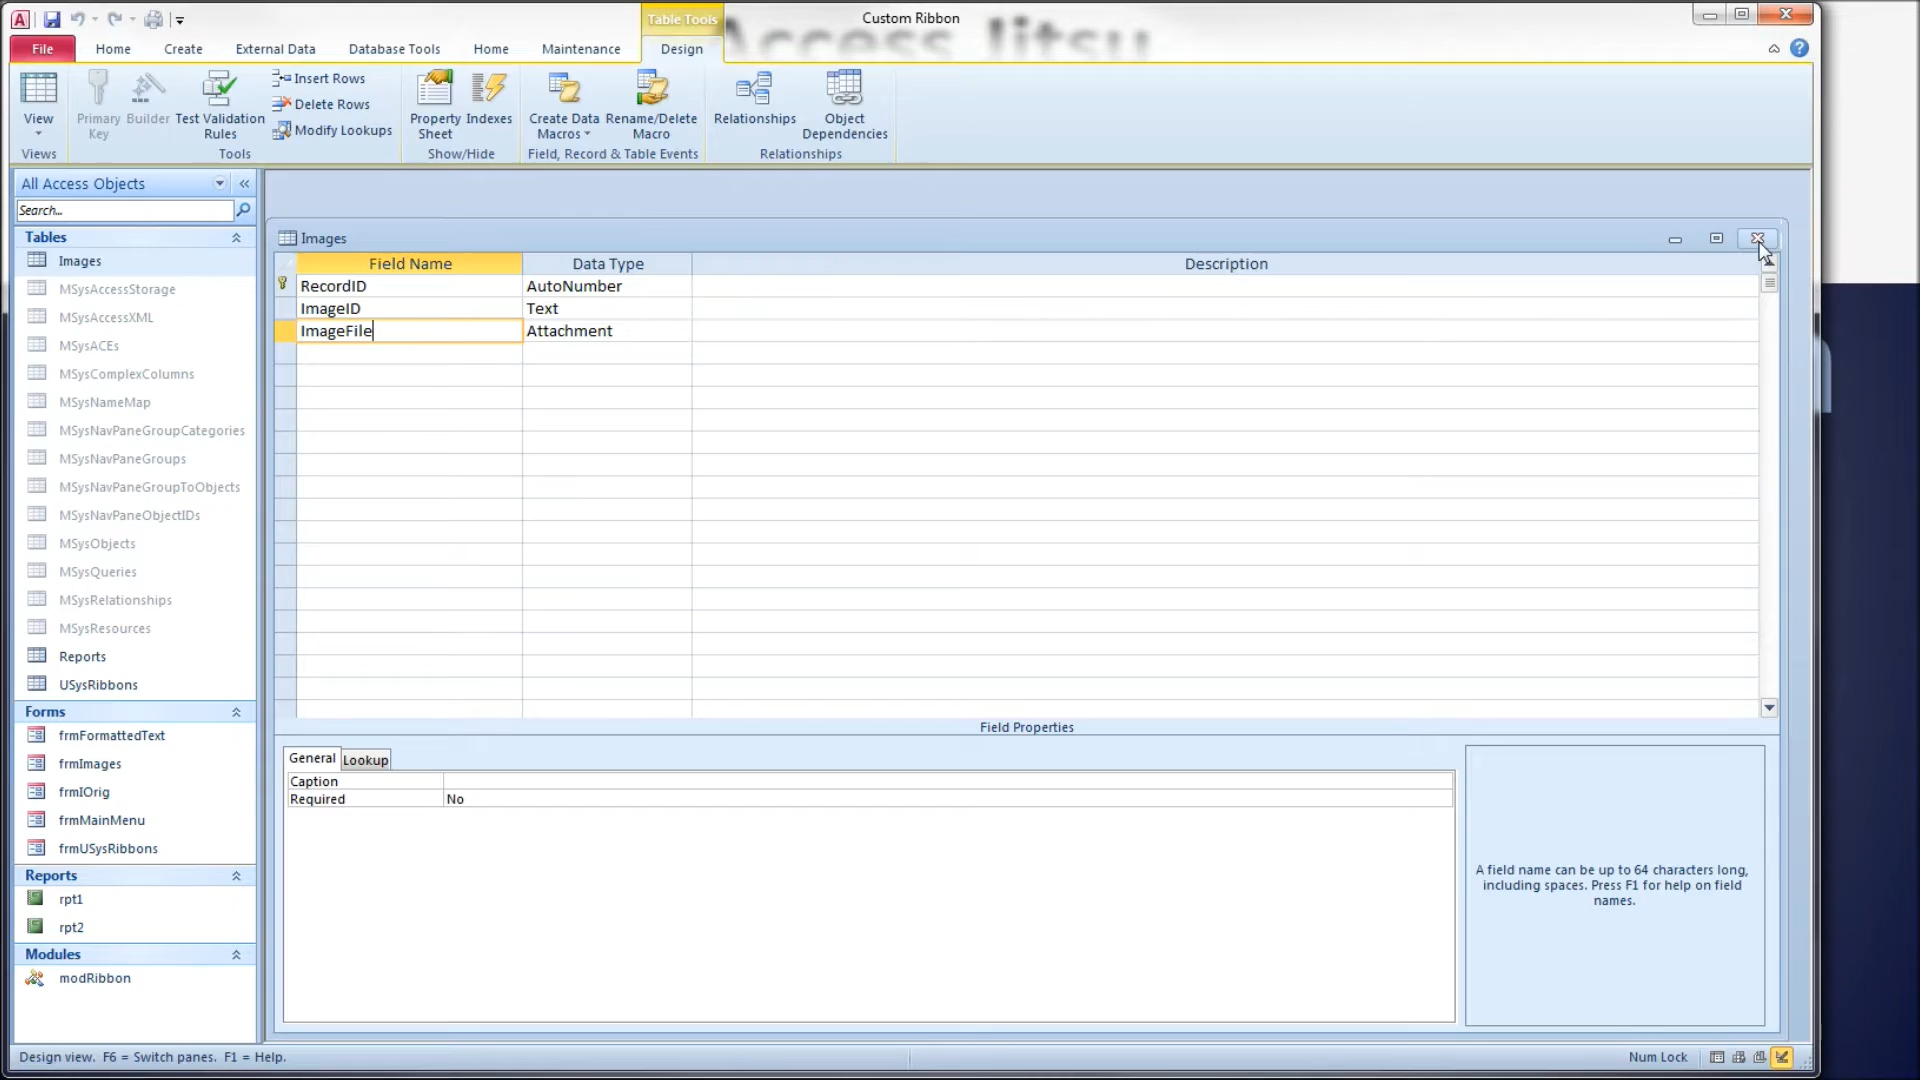 Table Tools
Custom Ribbon
Access Jitsu
File
Home
Create
External Data
Database Tools
Home
Maintenance
Design
View
Primary Key
Builder
Test Validation Rules
Insert Rows
Delete Rows
Modify Lookups
Property Sheet
Indexes
Create Data Macros
Rename/Delete Macro
Relationships
Object Dependencies
Views
Tools
Show/Hide
Field, Record & Table Events
Relationships
All Access Objects
Search...
Tables
Images
MSysAccessStorage
MSysAccessXML
MSysACEs
MSysComplexColumns
MSysNameMap
MSysNavPaneGroupCategories
MSysNavPaneGroups
MSysNavPaneGroupToObjects
MSysNavPaneObjectIDs
MSysObjects
MSysQueries
MSysRelationships
MSysResources
Reports
USysRibbons
Forms
frmFormattedText
frmImages
frmIOrig
frmMainMenu
frmUSysRibbons
Reports
rpt1
rpt2
Modules
modRibbon
Images
Field Name Data Type Description
RecordID AutoNumber
ImageID Text
ImageFile Attachment
Field Properties
General Lookup
Caption
Required No
A field name can be up to 64 characters long,
including spaces. Press F1 for help on field
names.
Design view. F6 = Switch panes. F1 = Help.
Num Lock